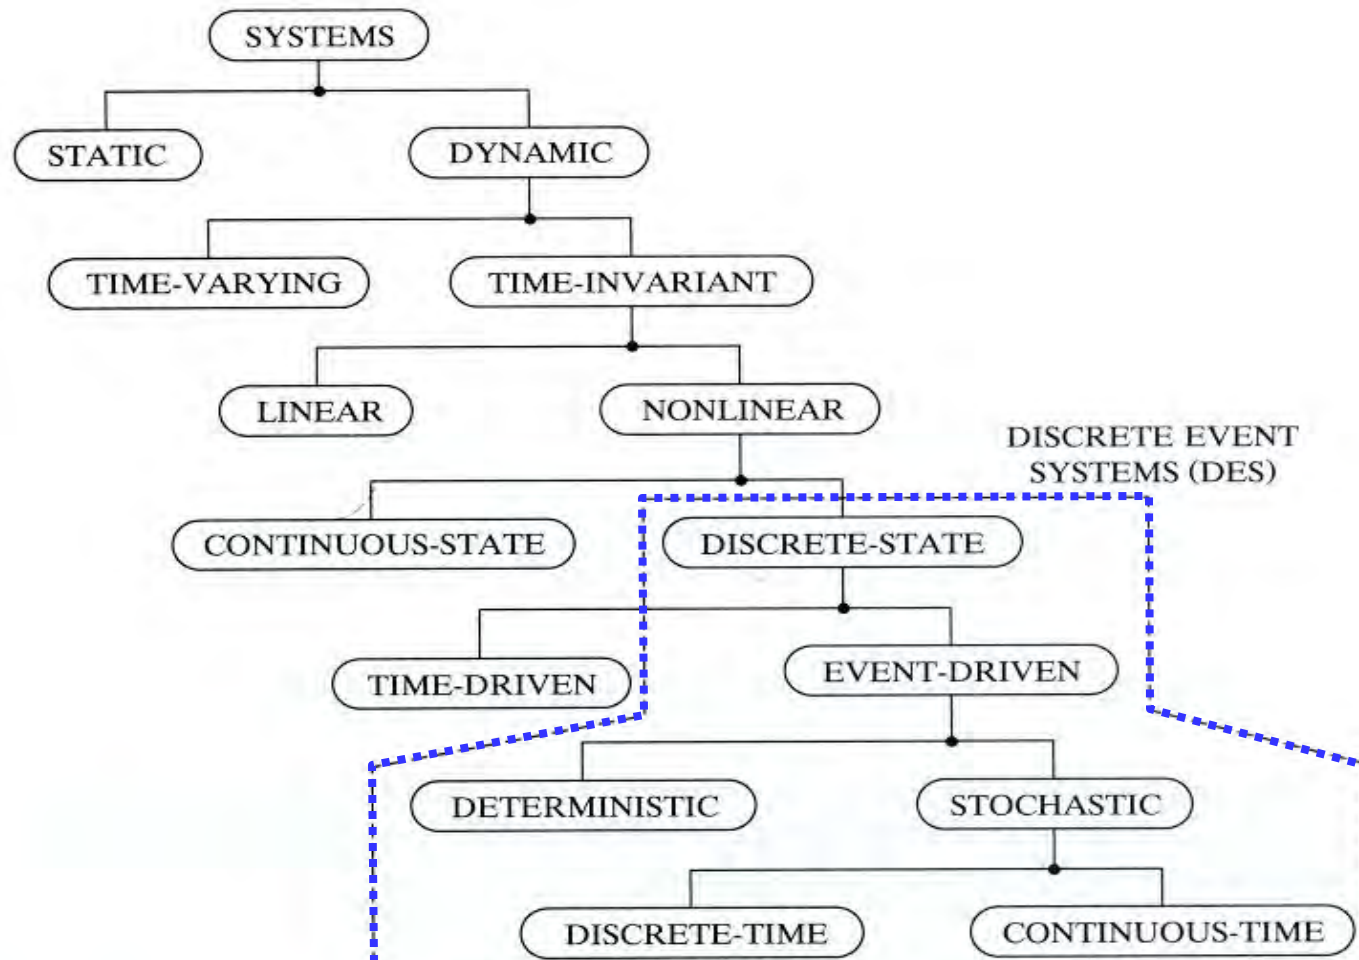 SYSTEMS
STATIC
DYNAMIC
TIME-VARYING
TIME-INVARIANT
LINEAR
NONLINEAR
DISCRETE EVENT
SYSTEMS (DES)
CONTINUOUS-STATE
DISCRETE-STATE
TIME-DRIVEN
EVENT-DRIVEN
DETERMINISTIC
STOCHASTIC
DISCRETE-TIME
CONTINUOUS-TIME